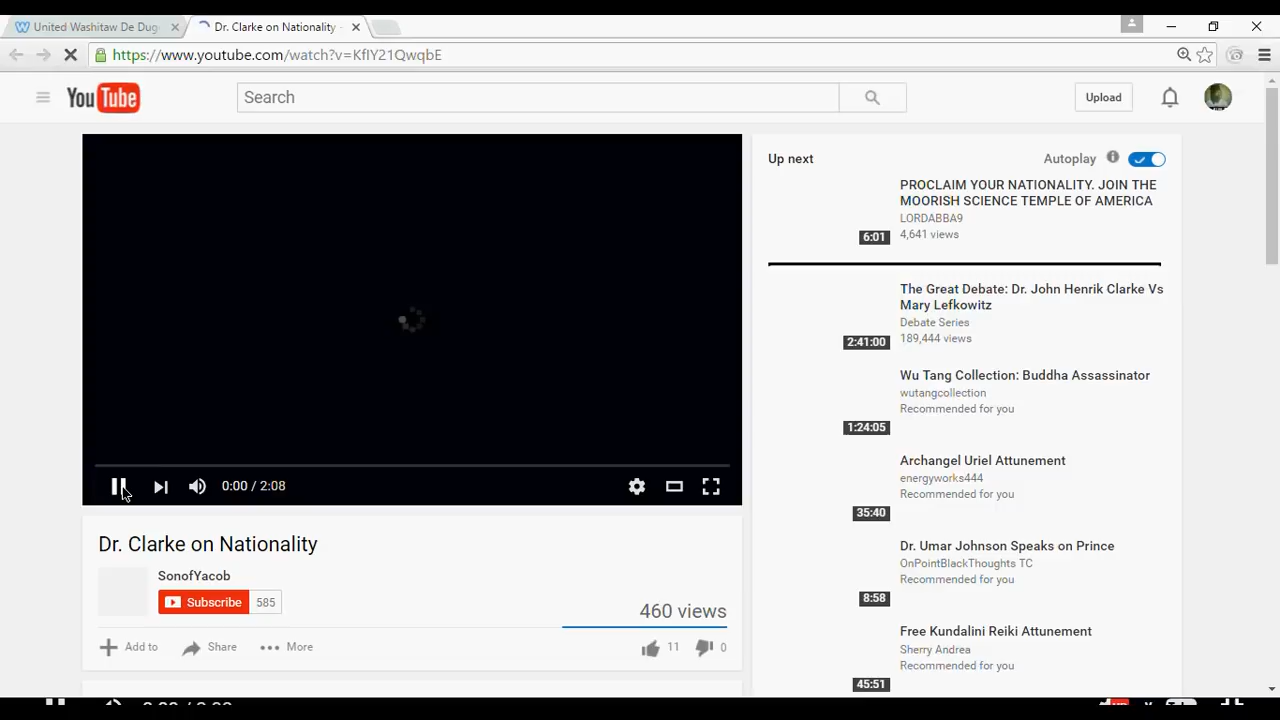 United Washitaw De Dug
Dr. Clarke on Nationality -
https://www.youtube.com/watch?v=KflY21QwqbE
YouTube
Search
Upload
0:00 / 2:08
Dr. Clarke on Nationality
SonofYacob
Subscribe 585
460 views
Add to Share More 11 0
Up next Autoplay
PROCLAIM YOUR NATIONALITY. JOIN THE
MOORISH SCIENCE TEMPLE OF AMERICA
LORDABBA9
4,641 views
6:01
The Great Debate: Dr. John Henrik Clarke Vs
Mary Lefkowitz
Debate Series
189,444 views
2:41:00
Wu Tang Collection: Buddha Assassinator
wutangcollection
Recommended for you
1:24:05
Archangel Uriel Attunement
energyworks444
Recommended for you
35:40
Dr. Umar Johnson Speaks on Prince
OnPointBlackThoughts TC
Recommended for you
8:58
Free Kundalini Reiki Attunement
Sherry Andrea
Recommended for you
45:51